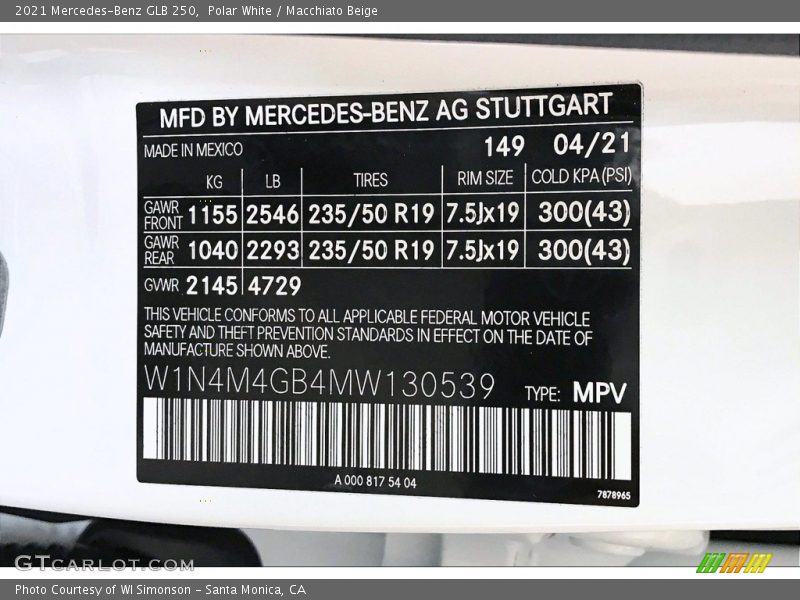 2021 Mercedes-Benz GLB 250, Polar White / Macchiato Beige
MFD BY MERCEDES-BENZ AG STUTTGART
MADE IN MEXICO 149 04/21
KG LB TIRES RIM SIZE COLD KPA (PSI)
GAWR FRONT 1155 2546 235/50 R19 7.5Jx19 300(43)
GAWR REAR 1040 2293 235/50 R19 7.5Jx19 300(43)
GVWR 2145 4729
THIS VEHICLE CONFORMS TO ALL APPLICABLE FEDERAL MOTOR VEHICLE
SAFETY AND THEFT PREVENTION STANDARDS IN EFFECT ON THE DATE OF
MANUFACTURE SHOWN ABOVE.
W1N4M4GB4MW130539 TYPE: MPV
A 000 817 54 04
7878965
GTCARLOT.COM
Photo Courtesy of WI Simonson - Santa Monica, CA